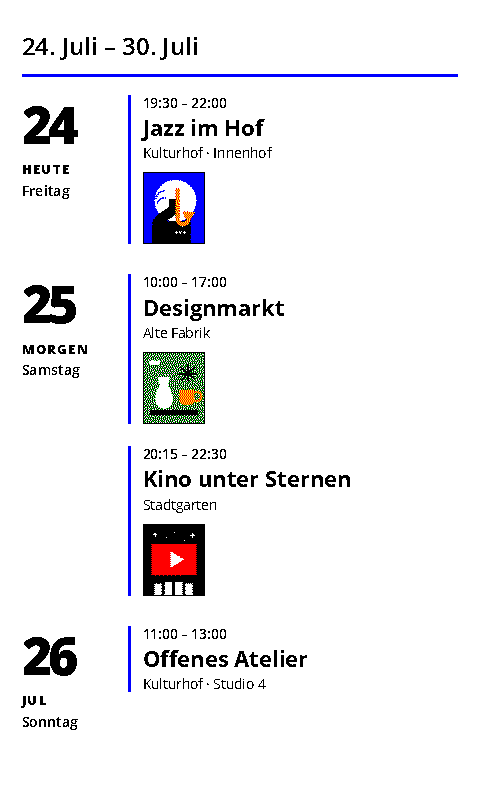 24. Juli – 30. Juli
24
HEUTE
Freitag
19:30 – 22:00
Jazz im Hof
Kulturhof · Innenhof
25
MORGEN
Samstag
10:00 – 17:00
Designmarkt
Alte Fabrik
20:15 – 22:30
Kino unter Sternen
Stadtgarten
26
JUL
Sonntag
11:00 – 13:00
Offenes Atelier
Kulturhof · Studio 4